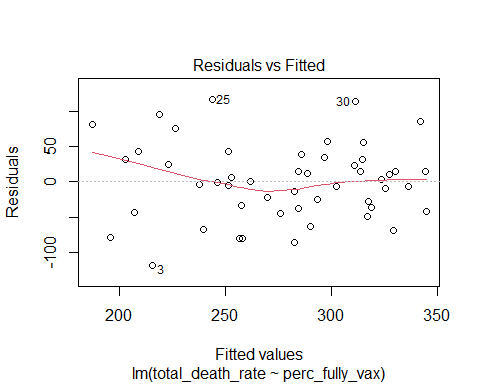 Residuals vs Fitted
Residuals
50
0
-100
25
30
3
200
250
300
350
Fitted values
lm(total_death_rate ~ perc_fully_vax)